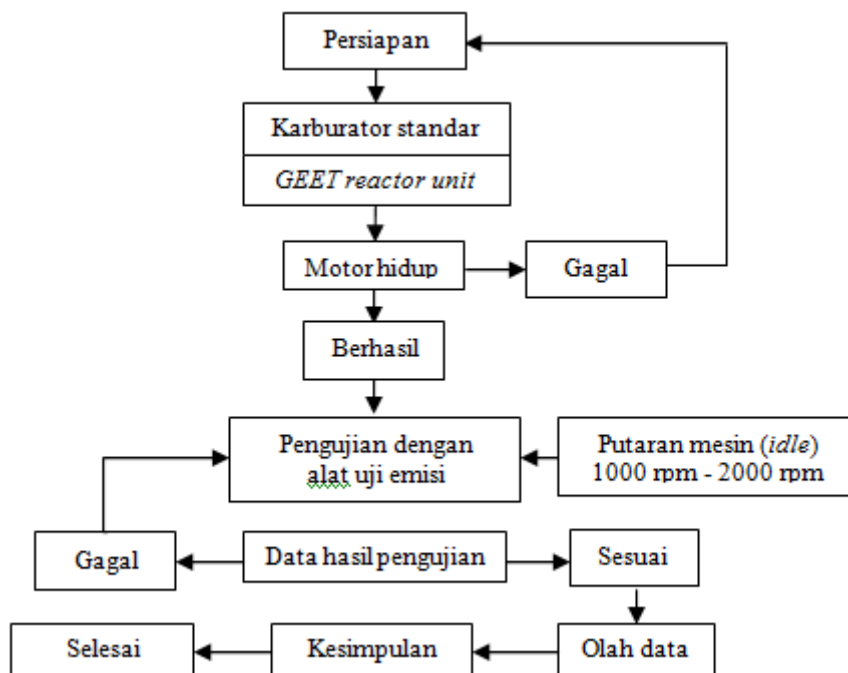 Persiapan
Karburator standar
GEET reactor unit
Motor hidup
Gagal
Berhasil
Pengujian dengan
alat uji emisi
Putaran mesin (idle)
1000 rpm - 2000 rpm
Gagal
Data hasil pengujian
Sesuai
Selesai
Kesimpulan
Olah data